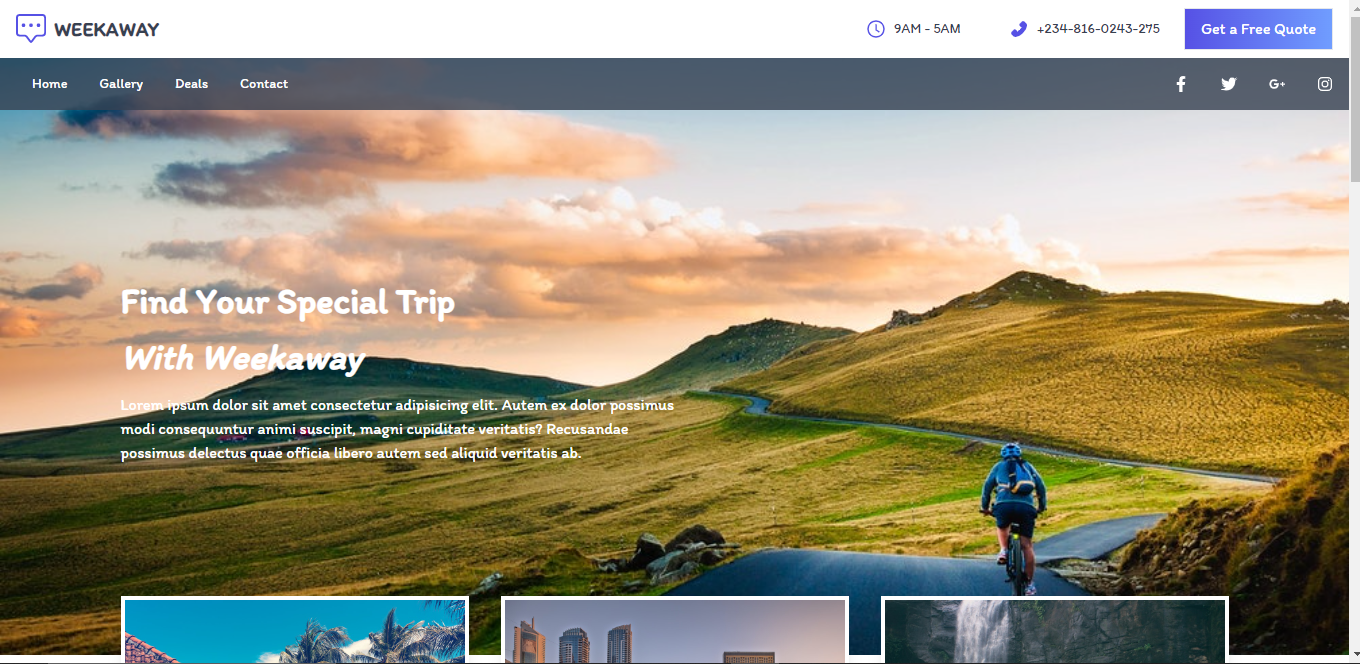 WEEKAWAY
9AM - 5AM
+234-816-0243-275
Get a Free Quote
Home
Gallery
Deals
Contact
G+
Find Your Special Trip
With Weekaway
Lorem ipsum dolor sit amet consectetur adipisicing elit. Autem ex dolor possimus
modi consequuntur animi suscipit, magni cupiditate veritatis? Recusandae
possimus delectus quae officia libero autem sed aliquid veritatis ab.